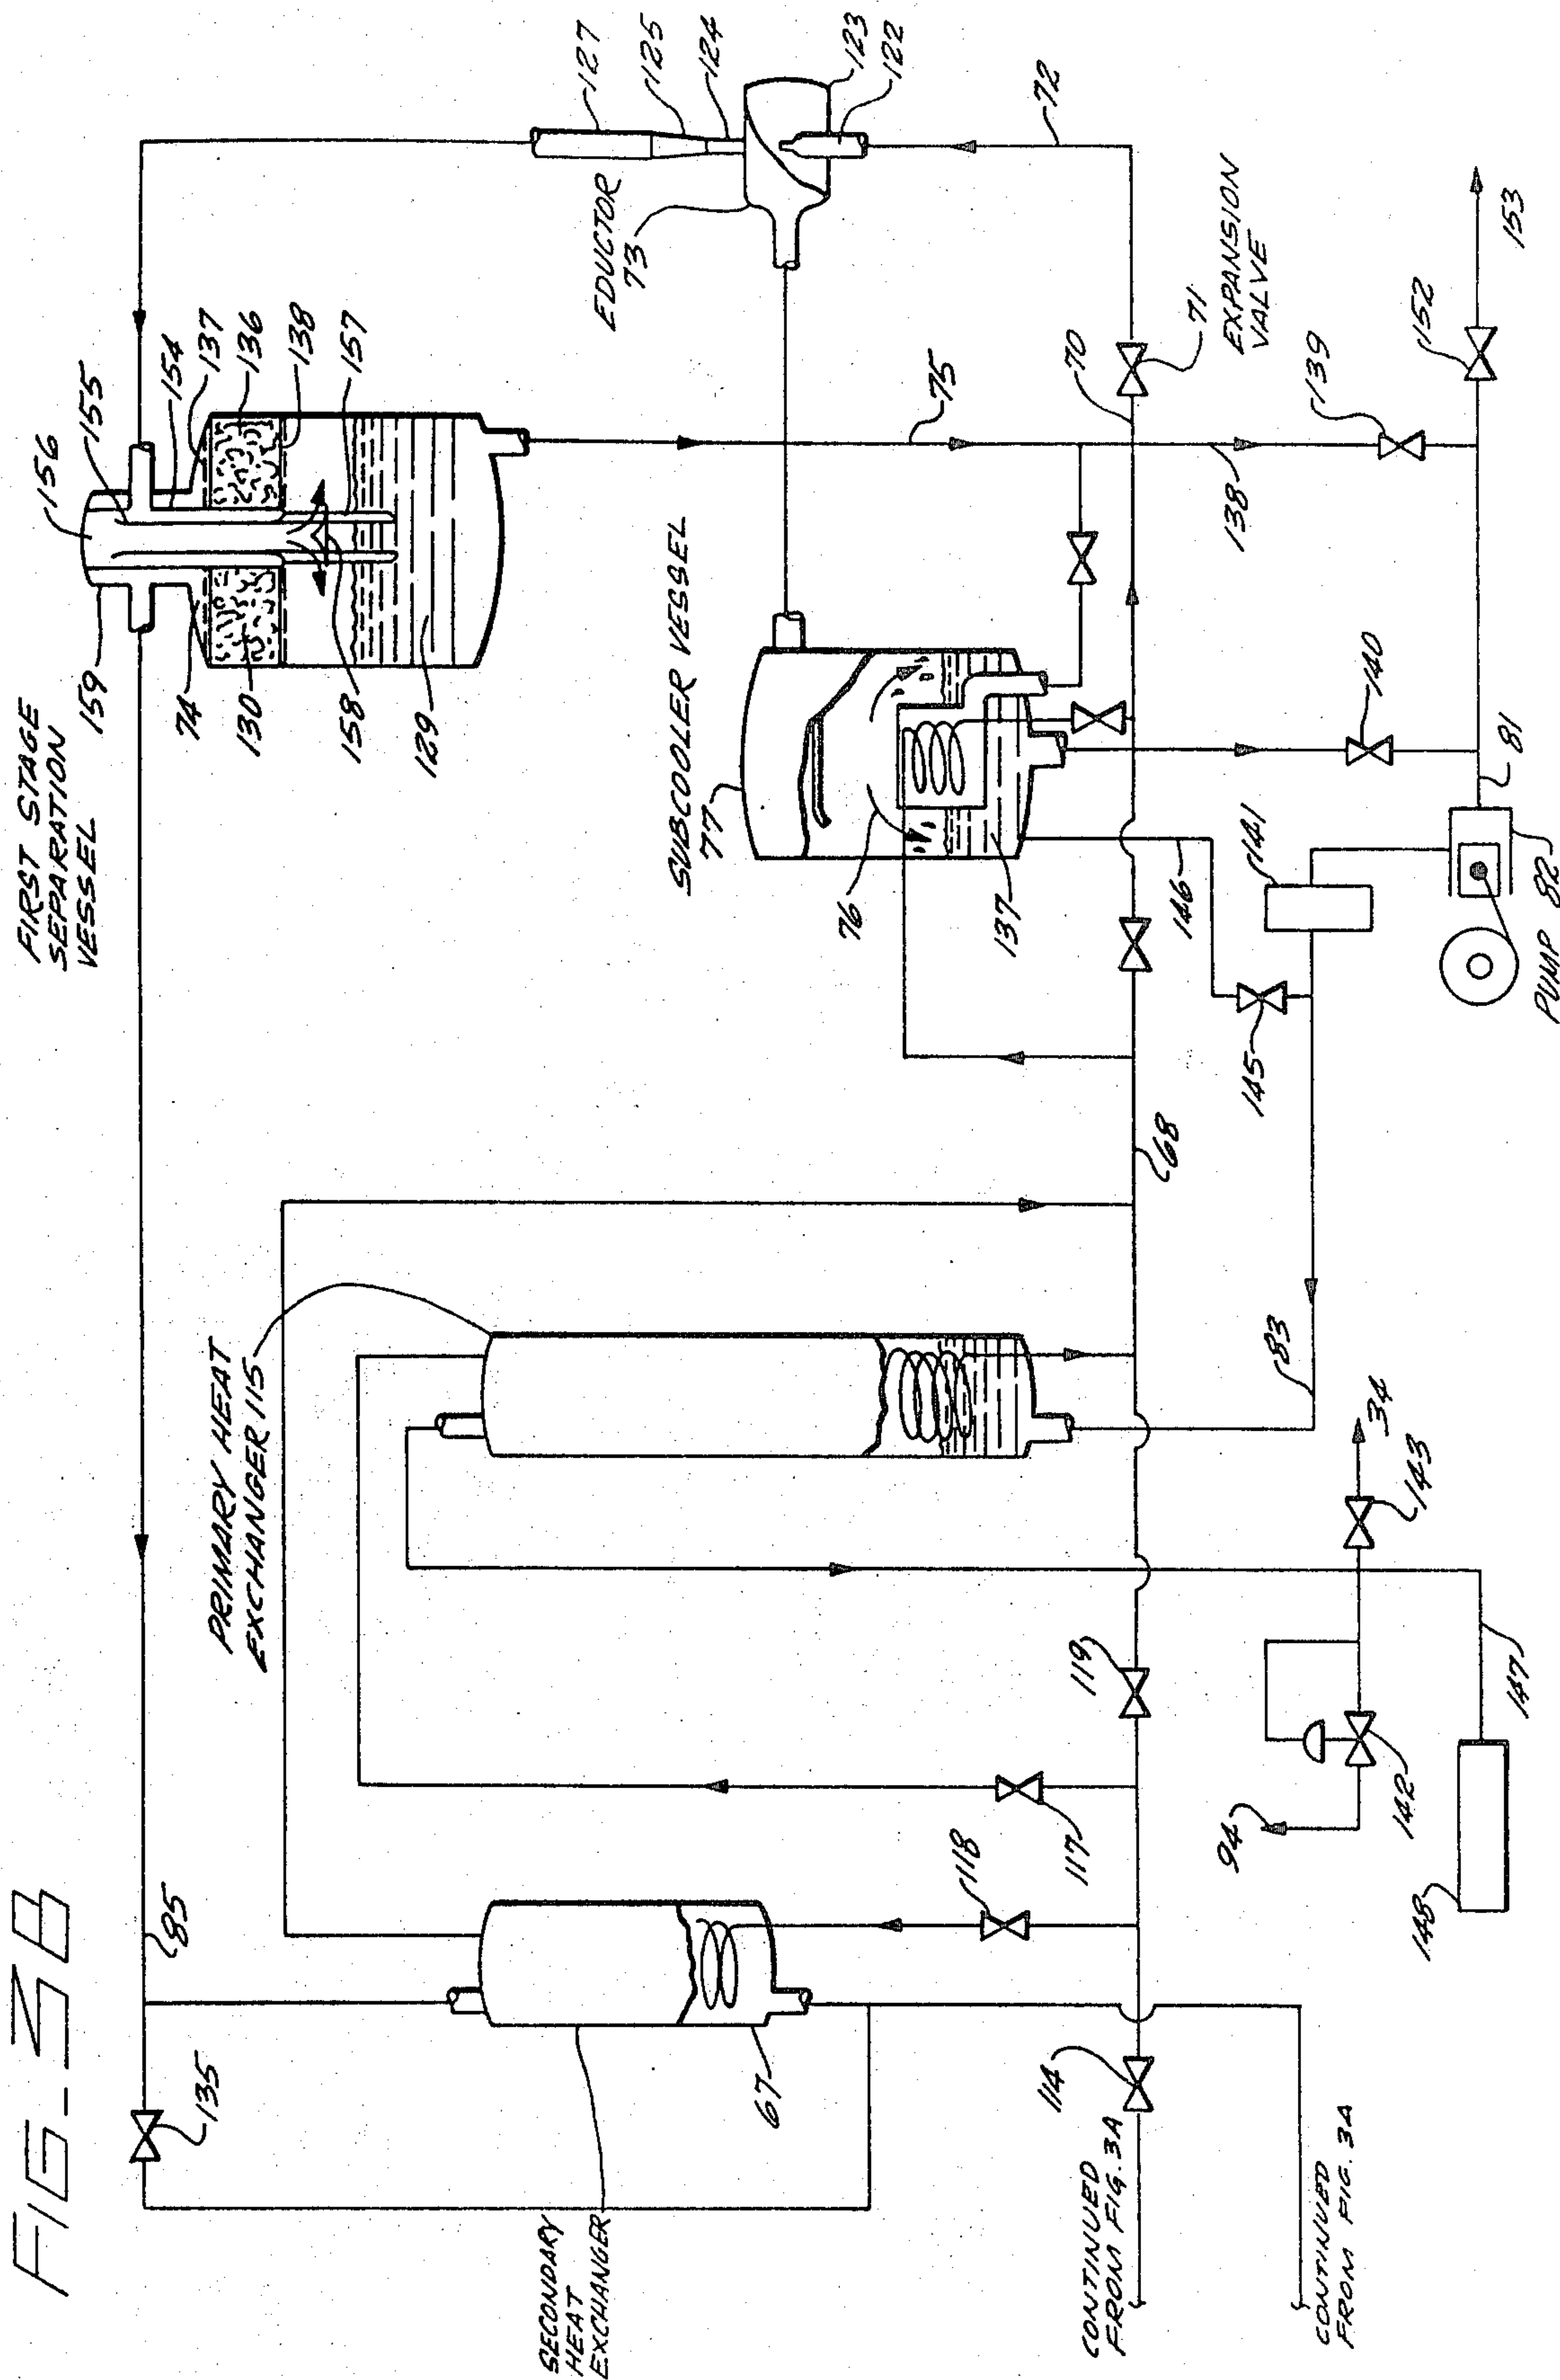 FIG_3B
FIRST STAGE
SEPARATION
VESSEL
159
74
130
158
129
156
155
154
137
136
138
157
127
125
124
123
122
EDUCTOR
73
72
SUBCOOLER VESSEL
77
76
137
75
70
71 EXPANSION
VALVE
139
138
152
153
140
81
141
146
145
PUMP 82
68
83
PRIMARY HEAT
EXCHANGER 115
85
135
67
SECONDARY
HEAT
EXCHANGER
118
117
119
114
34
143
142
94
147
148
CONTINUED
FROM FIG. 3A
CONTINUED
FROM FIG. 3A